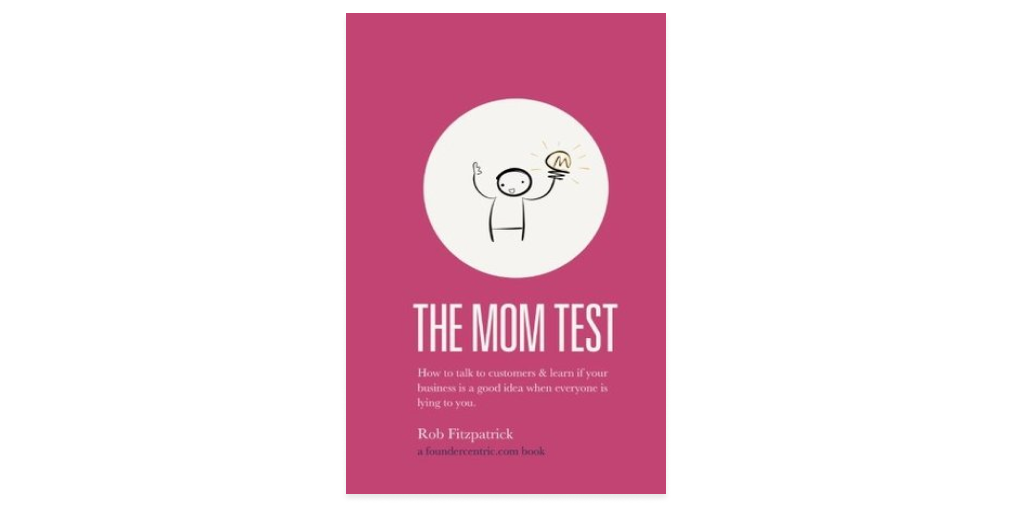 THE MOM TEST
How to talk to customers & learn if your
business is a good idea when everyone is
lying to you.
Rob Fitzpatrick
a foundercentric.com book